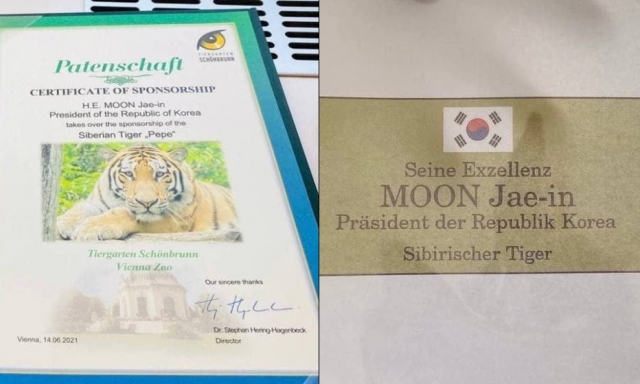 TIERGARTEN
SCHÖNBRUNN
Patenschaft
CERTIFICATE OF SPONSORSHIP
H.E. MOON Jae-in
President of the Republic of Korea
takes over the sponsorship of the
Siberian Tiger „Pepe"
Tiergarten Schönbrunn
Vienna Zoo
Our sincere thanks
Dr. Stephan Hering-Hagenbeck
Director
Vienna, 14.06.2021
Seine Exzellenz
MOON Jae-in
Präsident der Republik Korea
Sibirischer Tiger